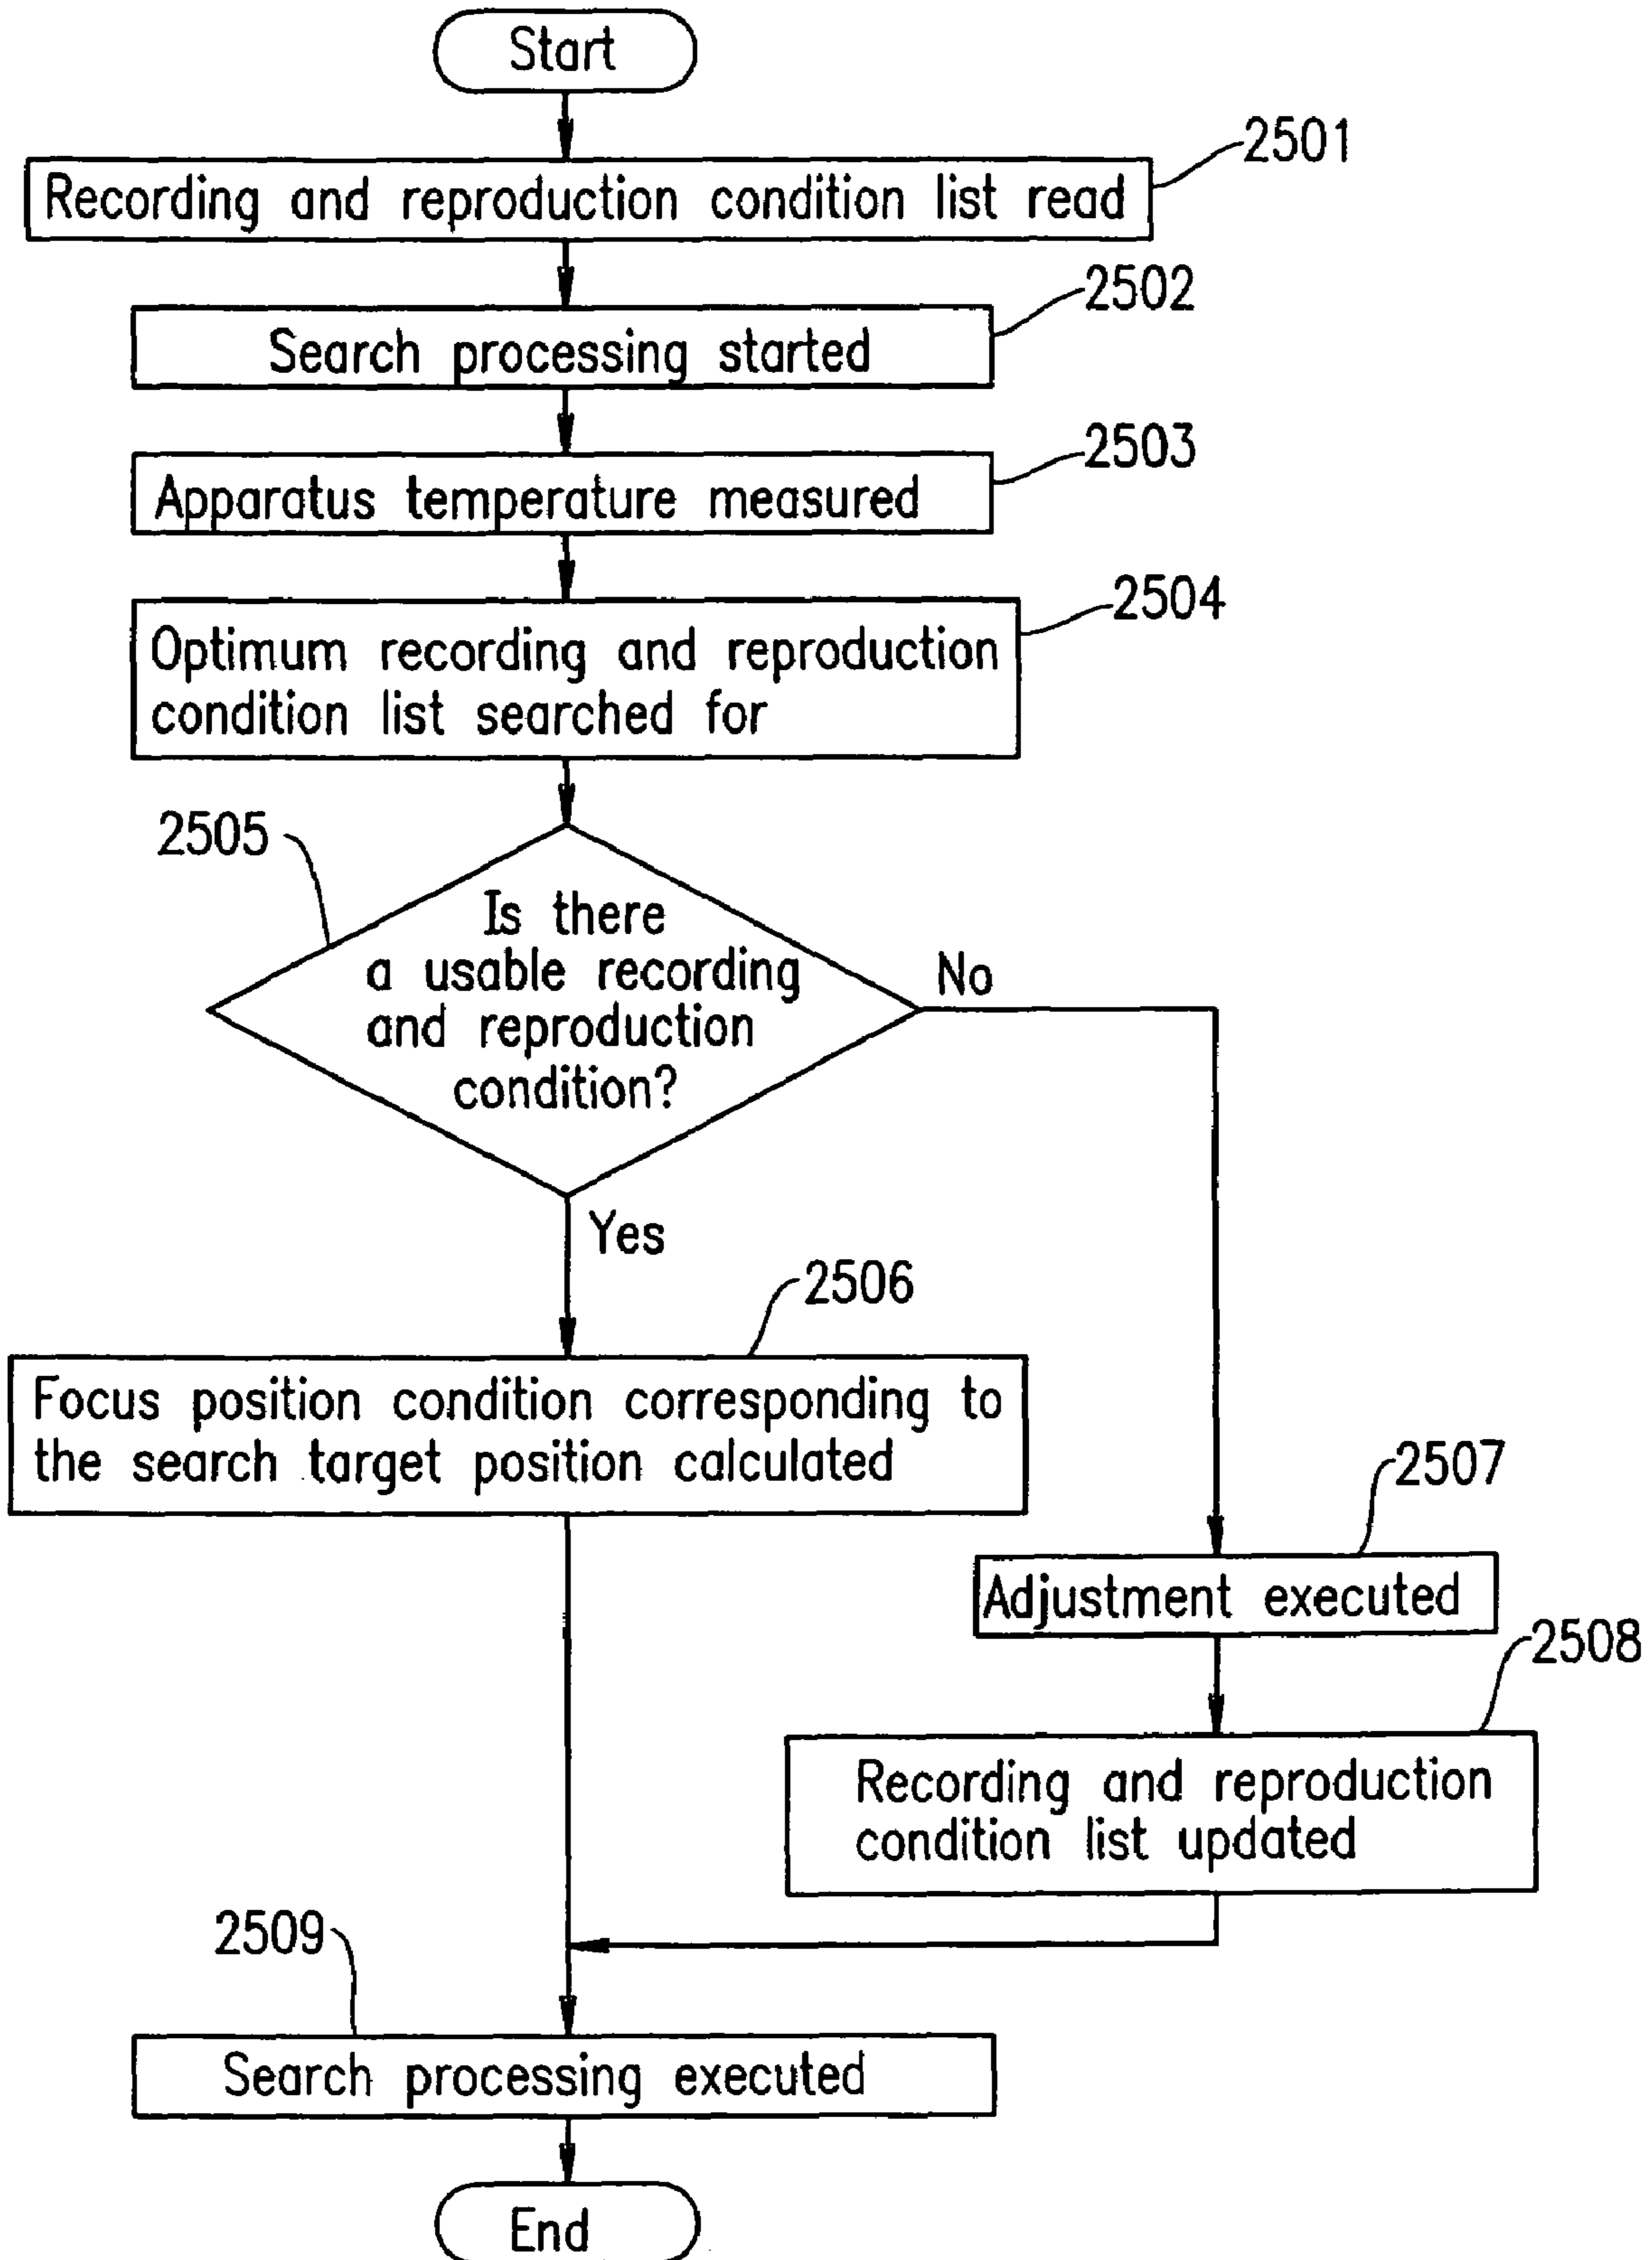 Start
2501
Recording and reproduction condition list read
2502
Search processing started
2503
Apparatus temperature measured
2504
Optimum recording and reproduction
condition list searched for
2505
Is there
a usable recording
and reproduction
condition?
No
Yes
2506
Focus position condition corresponding to
the search target position calculated
2507
Adjustment executed
2508
Recording and reproduction
condition list updated
2509
Search processing executed
End